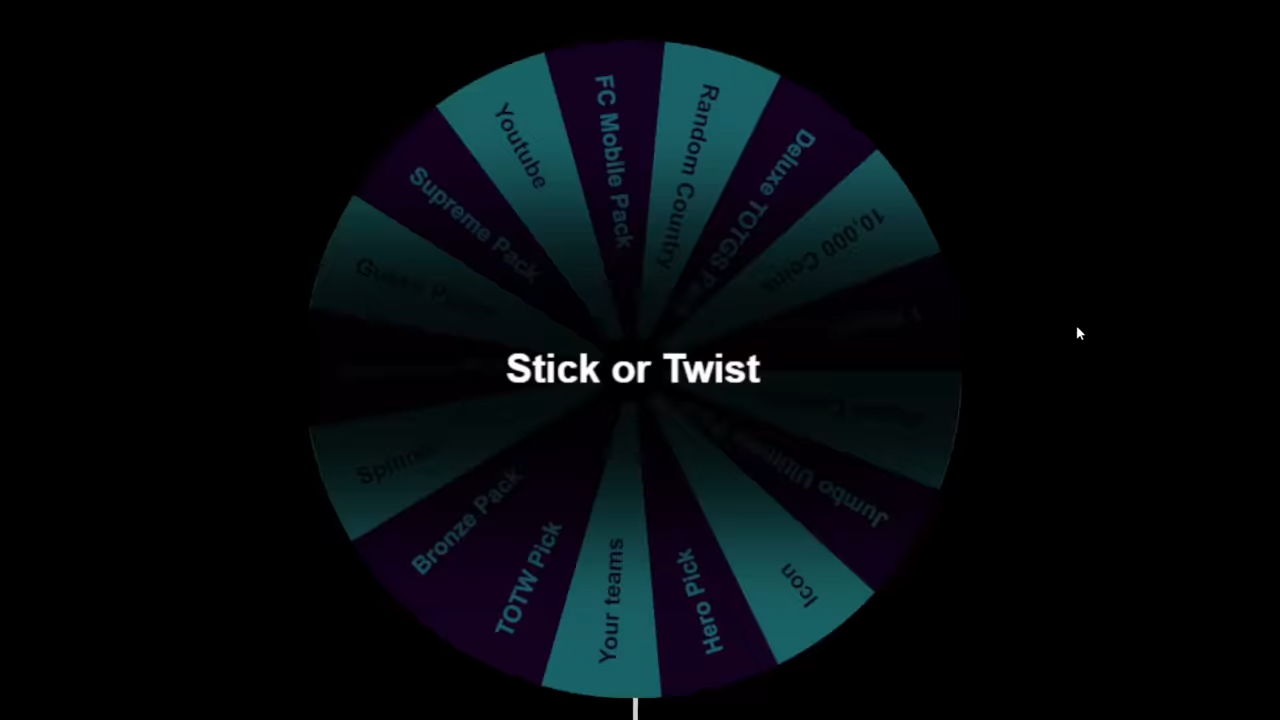 FC Mobile Pack
Random Country
Deluxe TOTGS
10,000 Coins
Jumbo Ultimate
Icon
Hero Pick
Your teams
TOTW Pick
Bronze Pack
Supreme Pack
Youtube
Stick or Twist